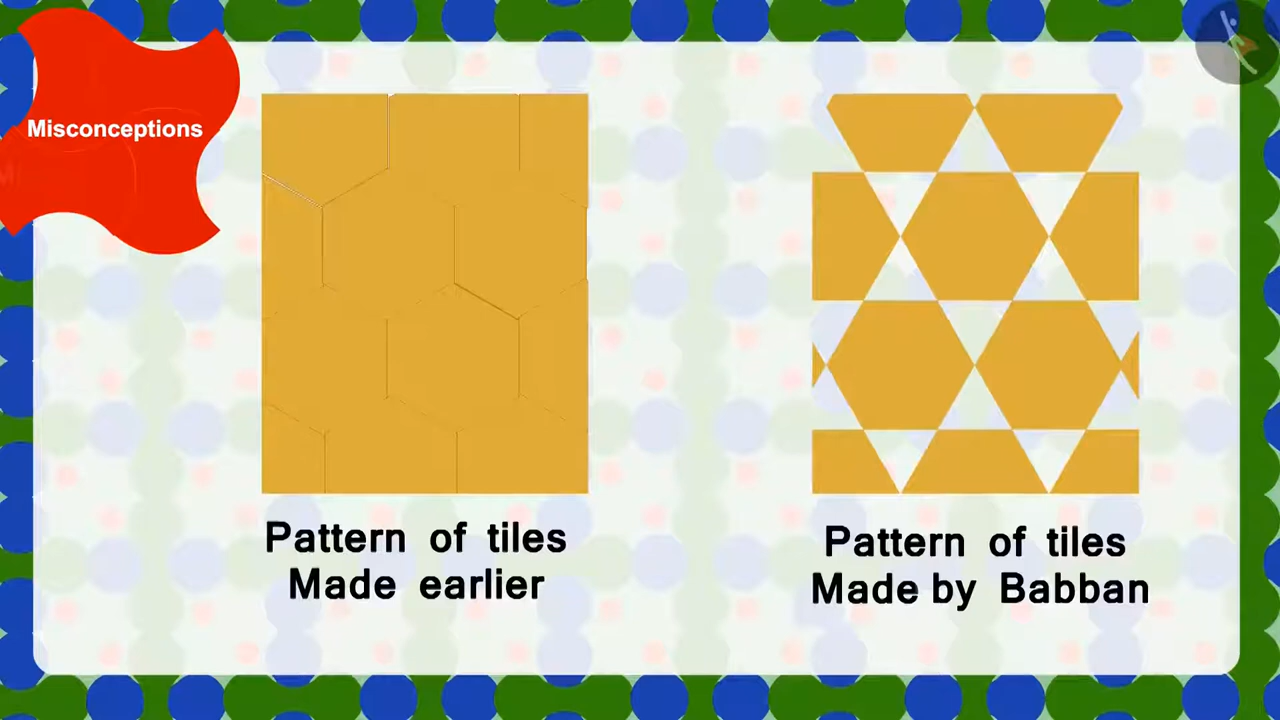 Misconceptions
Pattern of tiles
Made earlier
Pattern of tiles
Made by Babban